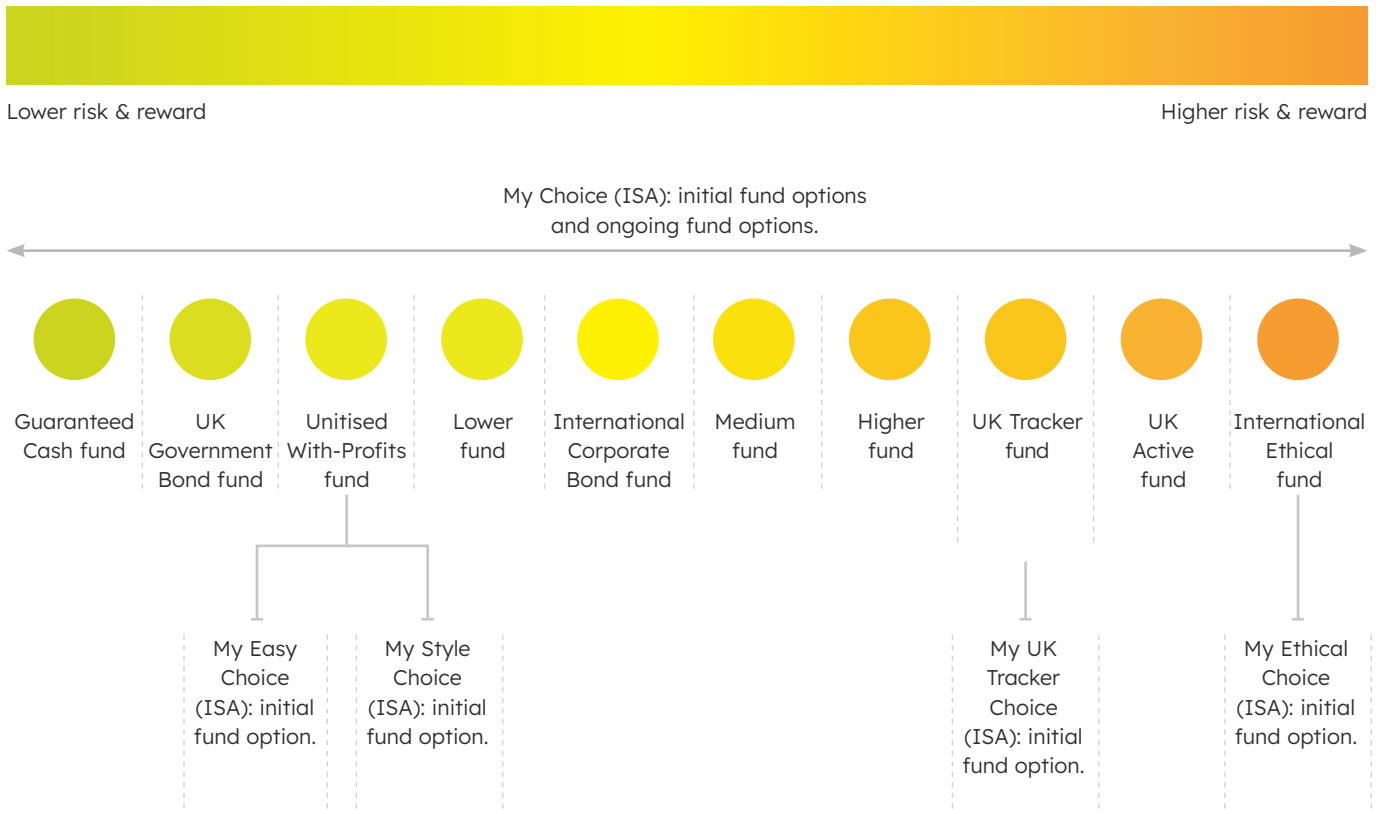 Lower risk & reward
Higher risk & reward
My Choice (ISA): initial fund options
and ongoing fund options.
Guaranteed
Cash fund
UK
Government
Bond fund
Unitised
With-Profits
fund
Lower
fund
International
Corporate
Bond fund
Medium
fund
Higher
fund
UK Tracker
fund
UK
Active
fund
International
Ethical
fund
My Easy
Choice
(ISA): initial
fund option.
My Style
Choice
(ISA): initial
fund option.
My UK
Tracker
Choice
(ISA): initial
fund option.
My Ethical
Choice
(ISA): initial
fund option.